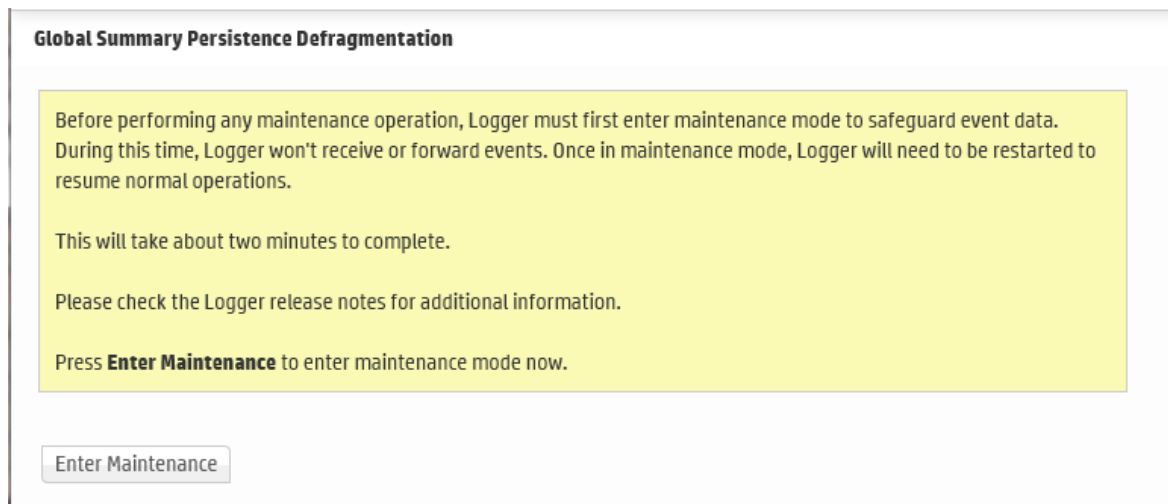 Global Summary Persistence Defragmentation
Before performing any maintenance operation, Logger must first enter maintenance mode to safeguard event data.
During this time, Logger won't receive or forward events. Once in maintenance mode, Logger will need to be restarted to
resume normal operations.
This will take about two minutes to complete.
Please check the Logger release notes for additional information.
Press Enter Maintenance to enter maintenance mode now.
Enter Maintenance